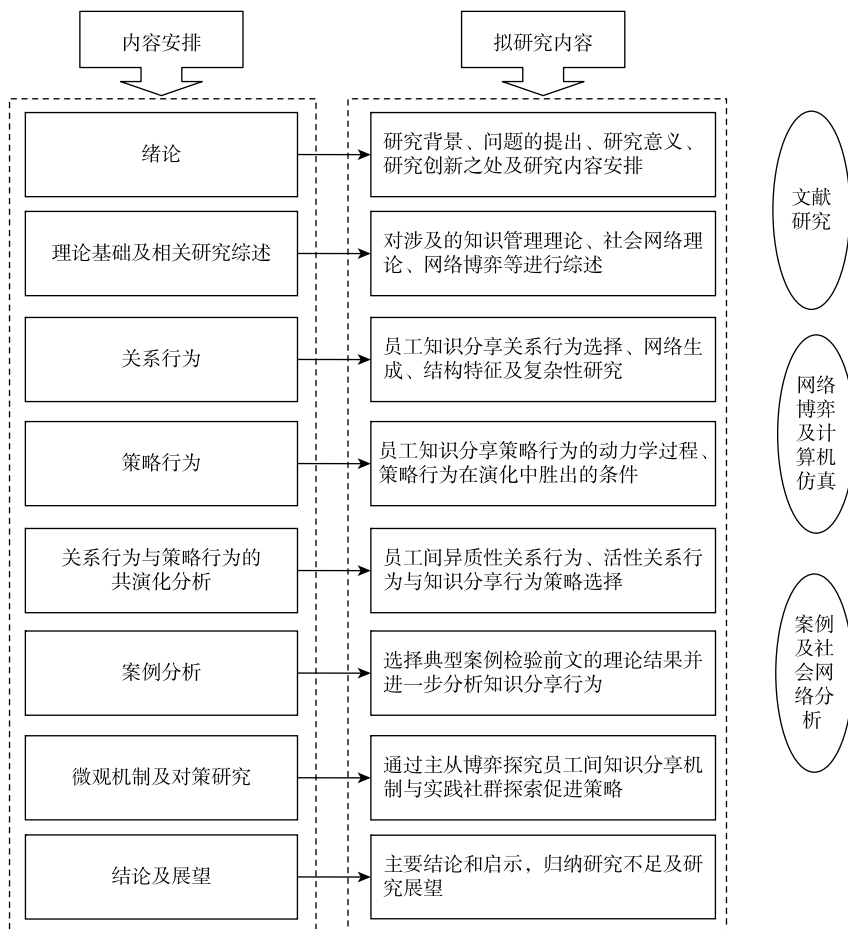 内容安排
拟研究内容
绪论
研究背景、问题的提出、研究意义、
研究创新之处及研究内容安排
理论基础及相关研究综述
对涉及的知识管理理论、社会网络理
论、网络博弈等进行综述
关系行为
员工知识分享关系行为选择、网络生
成、结构特征及复杂性研究
策略行为
员工知识分享策略行为的动力学过程、
策略行为在演化中胜出的条件
关系行为与策略行为的
共演化分析
员工间异质性关系行为、活性关系行
为与知识分享行为策略选择
案例分析
选择典型案例检验前文的理论结果并
进一步分析知识分享行为
微观机制及对策研究
通过主从博弈探究员工间知识分享机
制与实践社群探索促进策略
结论及展望
主要结论和启示，归纳研究不足及研
究展望
文献
研究
网络
博弈
及计
算机
仿真
案例
及社
会网
络分
析